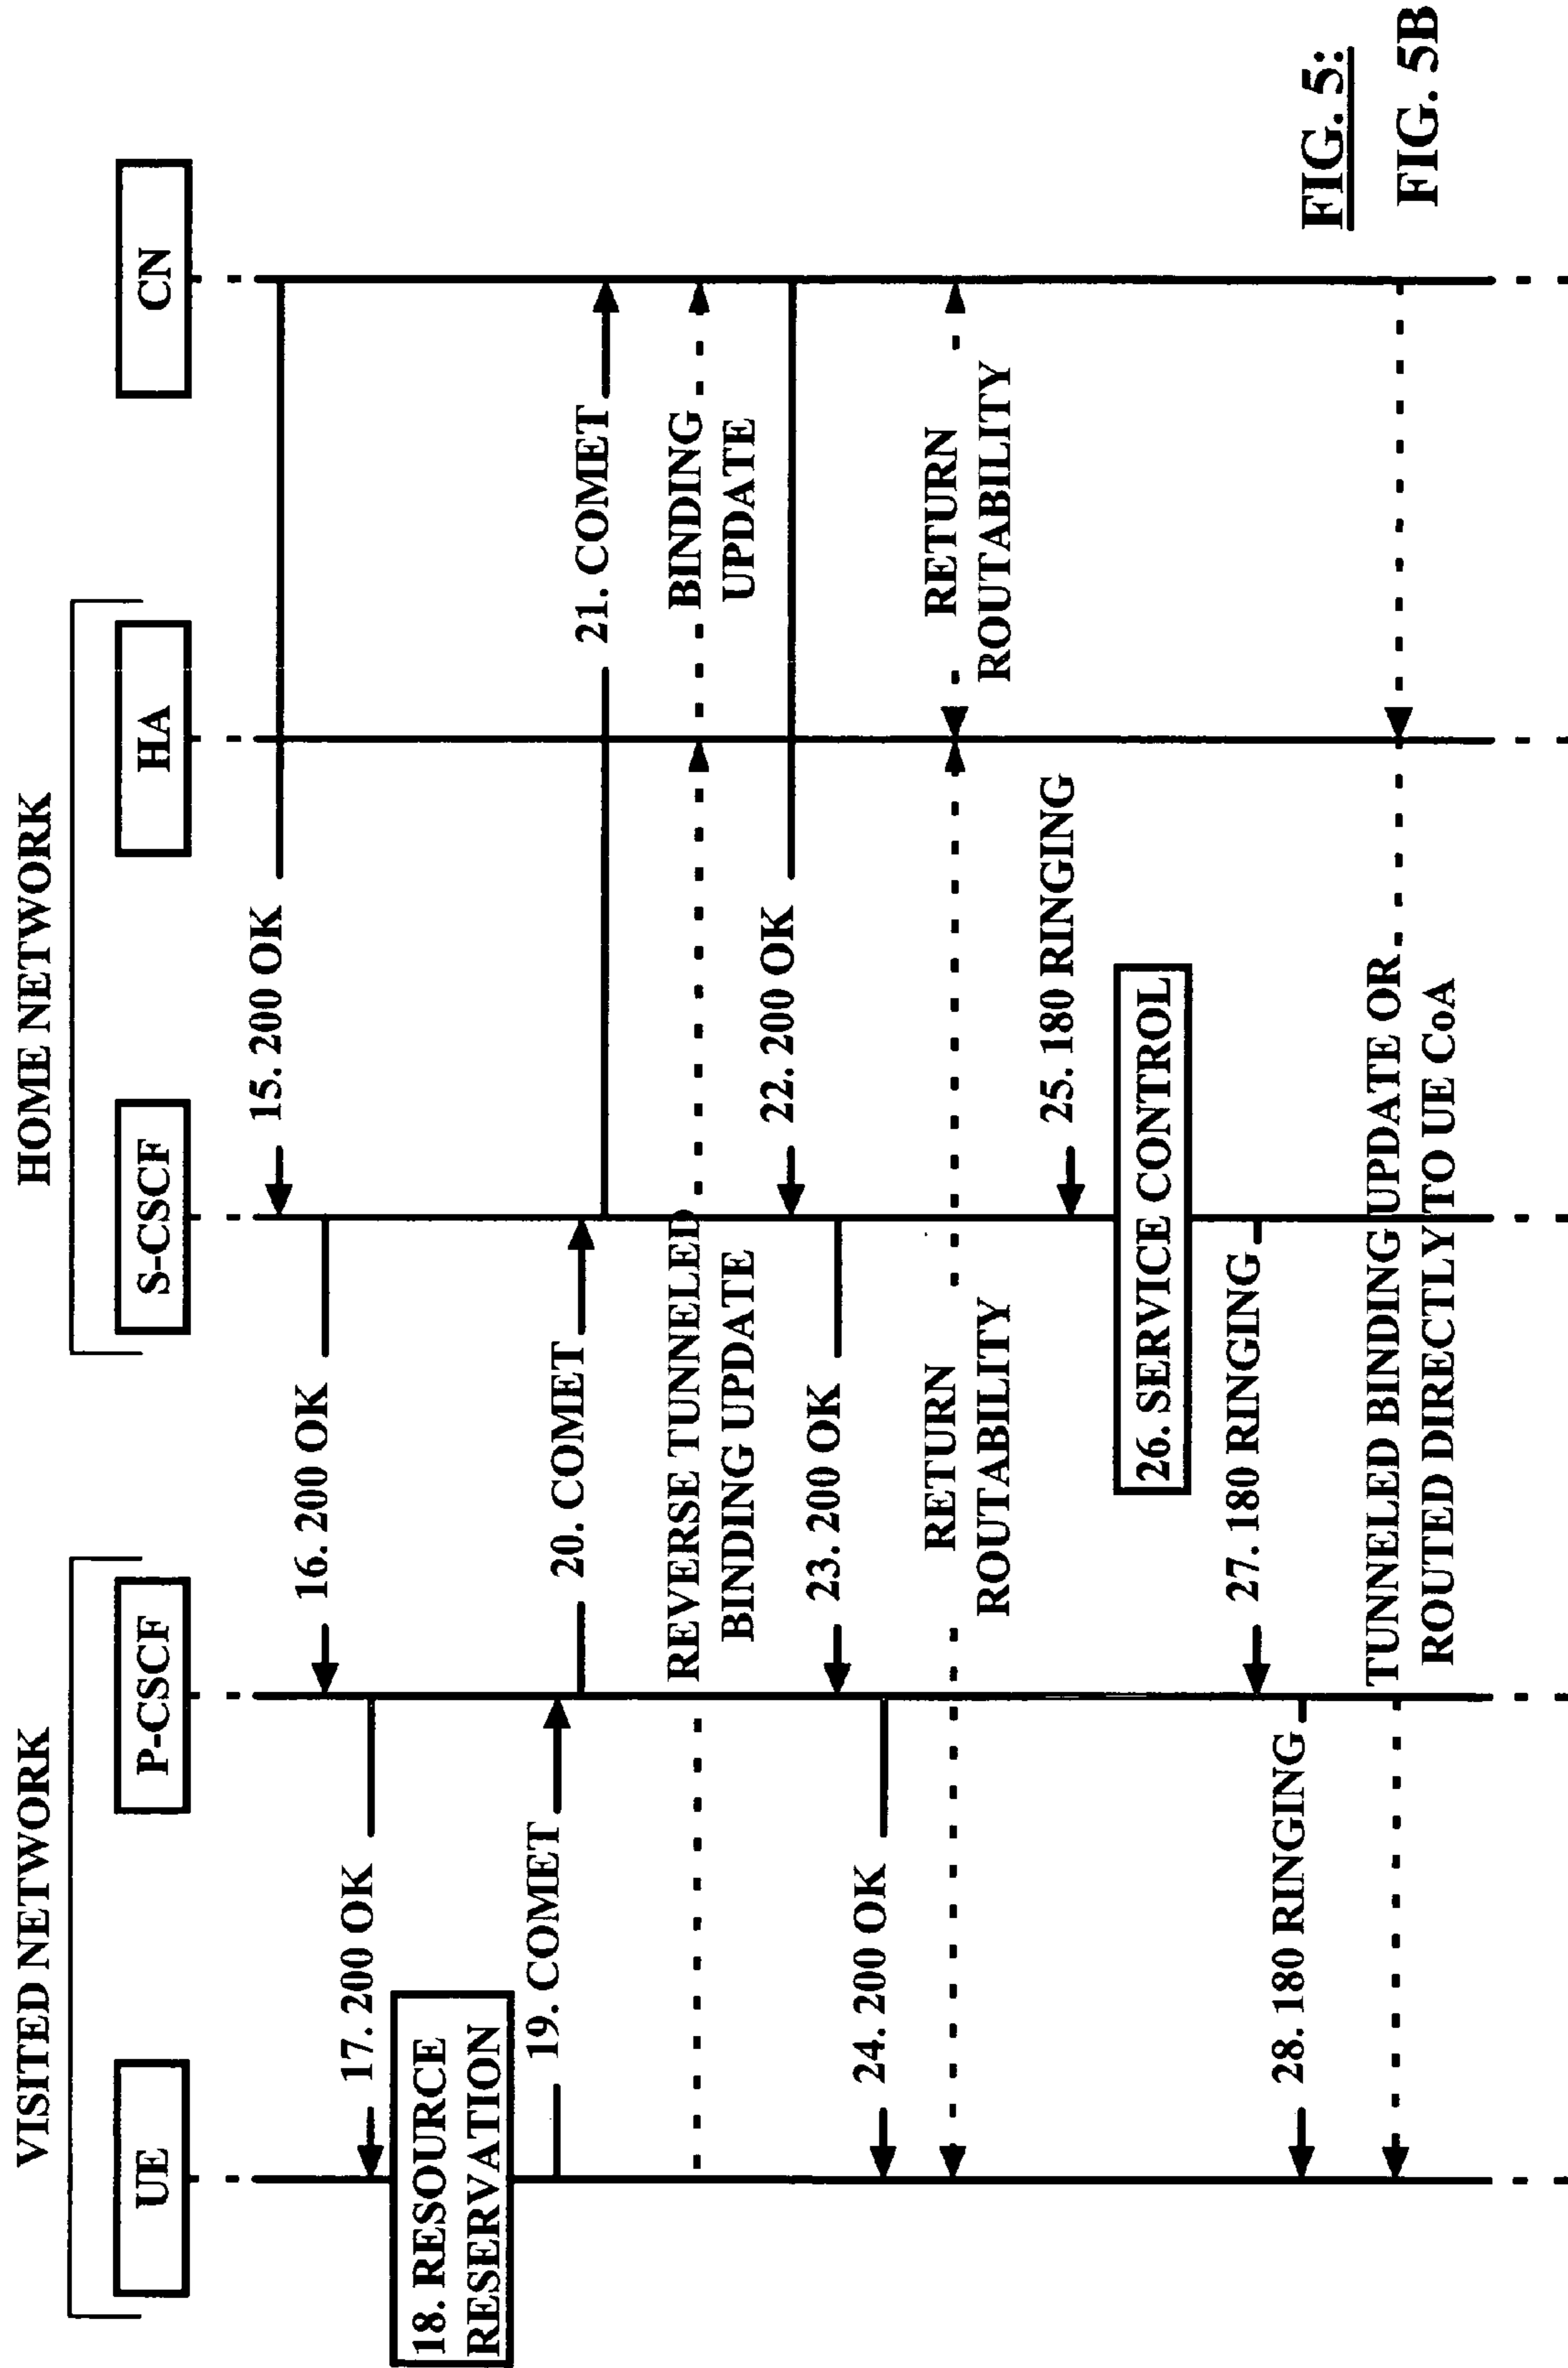 VISITED NETWORK
HOME NETWORK
UE
P-CSCF
S-CSCF
HA
CN
15. 200 OK
16. 200 OK
17. 200 OK
18. RESOURCE
RESERVATION
19. COMET
20. COMET
21. COMET
REVERSE TUNNELED
BINDING UPDATE
BINDING
UPDATE
22. 200 OK
23. 200 OK
24. 200 OK
RETURN
ROUTABILITY
RETURN
ROUTABILITY
25. 180 RINGING
26. SERVICE CONTROL
27. 180 RINGING
28. 180 RINGING
TUNNELED BINDING UPDATE OR
ROUTED DIRECTLY TO UE CoA
FIG. 5:
FIG. 5B